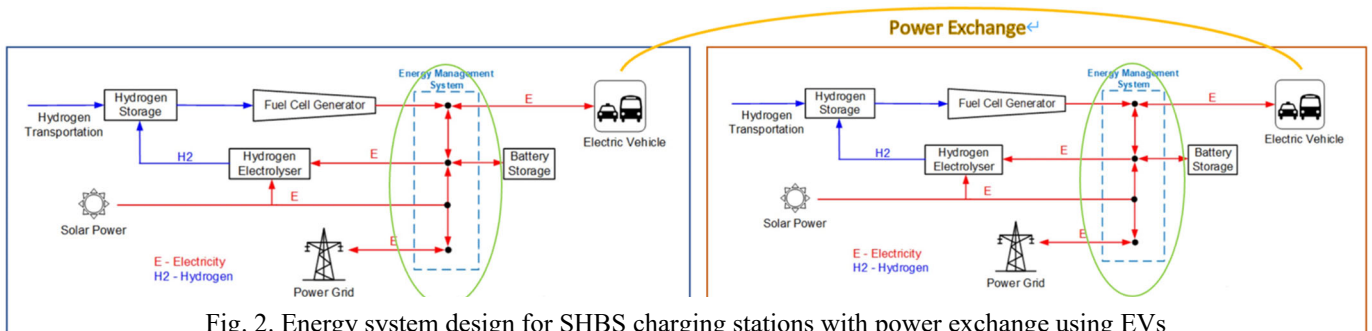 Power Exchange↵
Energy Management
System
Hydrogen
Storage
Fuel Cell Generator
E
Hydrogen
Transportation
Electric Vehicle
H2
Hydrogen
Electrolyser
E
Battery
Storage
E
Solar Power
E
E - Electricity
H2 - Hydrogen
Power Grid
Energy Management
System
Hydrogen
Storage
Fuel Cell Generator
E
Hydrogen
Transportation
Electric Vehicle
H2
Hydrogen
Electrolyser
E
Battery
Storage
E
Solar Power
E
E - Electricity
H2 - Hydrogen
Power Grid
Fig. 2. Energy system design for SHBS charging stations with power exchange using EVs